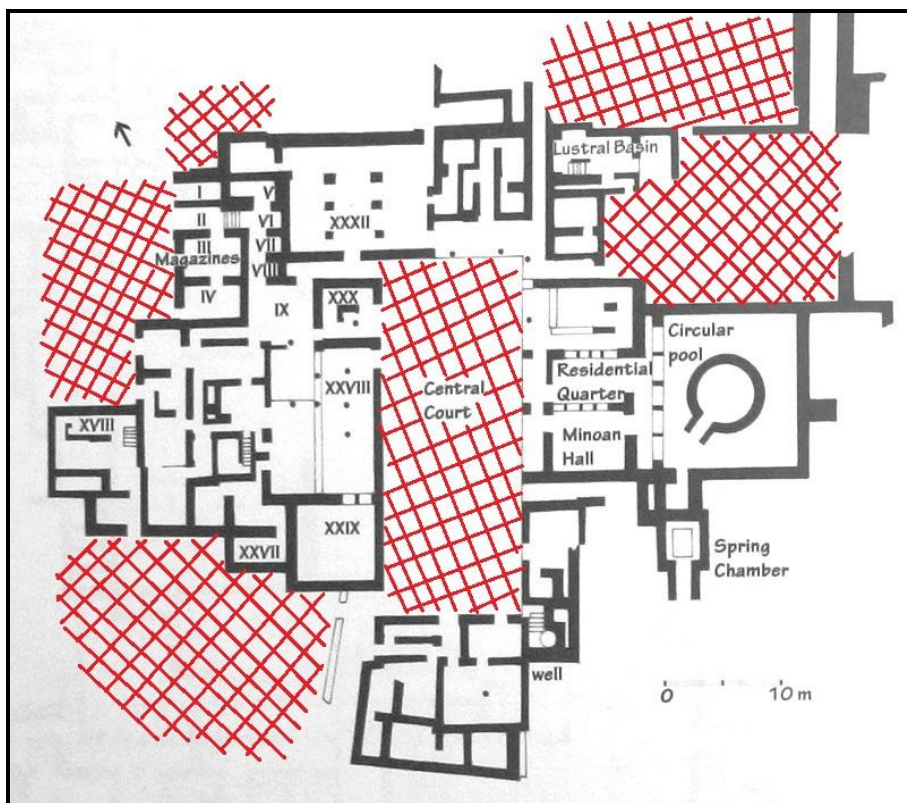 Lustral Basin
I
V
II
VI
XXXII
III
VII
Magazines
VIII
IV
IX
XXX
Circular
pool
XXVIII
Central
Court
Residential
Quarter
XVIII
Minoan
Hall
XXIX
XXVII
Spring
Chamber
well
0
10 m